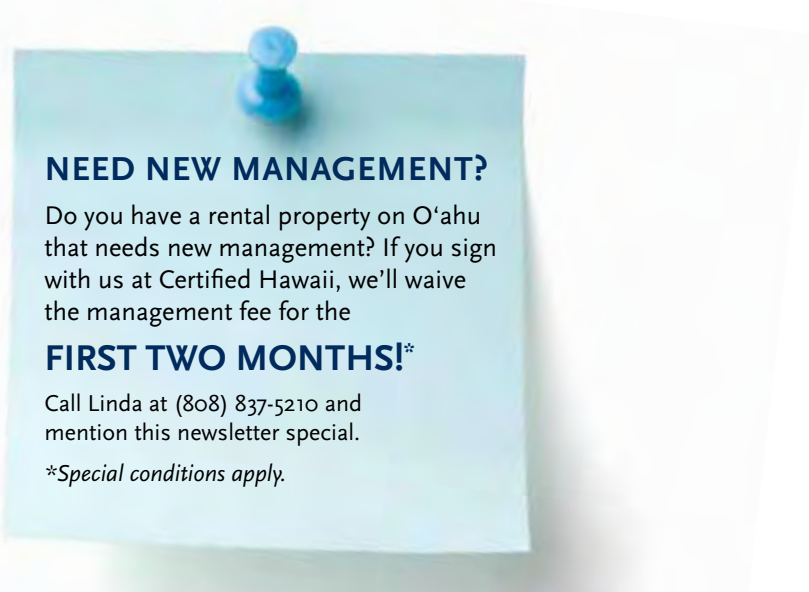 NEED NEW MANAGEMENT?
Do you have a rental property on O‘ahu
that needs new management? If you sign
with us at Certified Hawaii, we’ll waive
the management fee for the
FIRST TWO MONTHS!*
Call Linda at (808) 837-5210 and
mention this newsletter special.
*Special conditions apply.